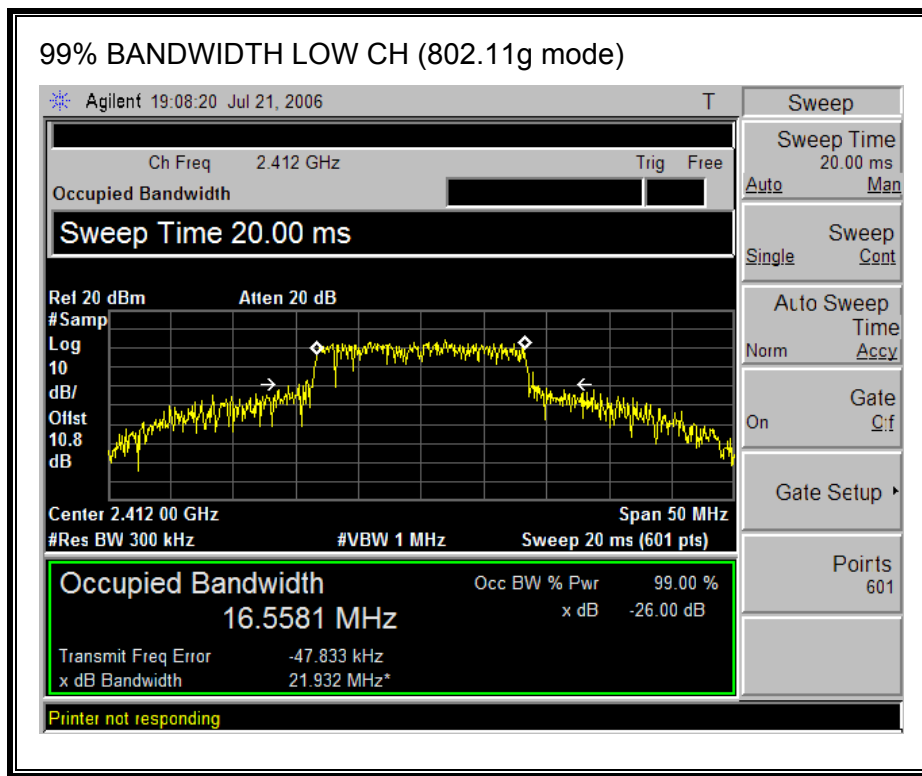 99% BANDWIDTH LOW CH (802.11g mode)
Agilent 19:08:20 Jul 21, 2006 T
Ch Freq 2.412 GHz Trig Free
Occupied Bandwidth
Sweep Time 20.00 ms
Ref 20 dBm Atten 20 dB
#Samp
Log
10
dB/
Offst
10.8
dB
Center 2.412 00 GHz Span 50 MHz
#Res BW 300 kHz #VBW 1 MHz Sweep 20 ms (601 pts)
Occupied Bandwidth
16.5581 MHz
Occ BW % Pwr 99.00 %
x dB -26.00 dB
Transmit Freq Error -47.833 kHz
x dB Bandwidth 21.932 MHz*
Printer not responding
Sweep
Sweep Time
20.00 ms
Auto Man
Sweep
Single Cont
Auto Sweep
Time
Norm Accy
Gate
On Off
Gate Setup
Points
601